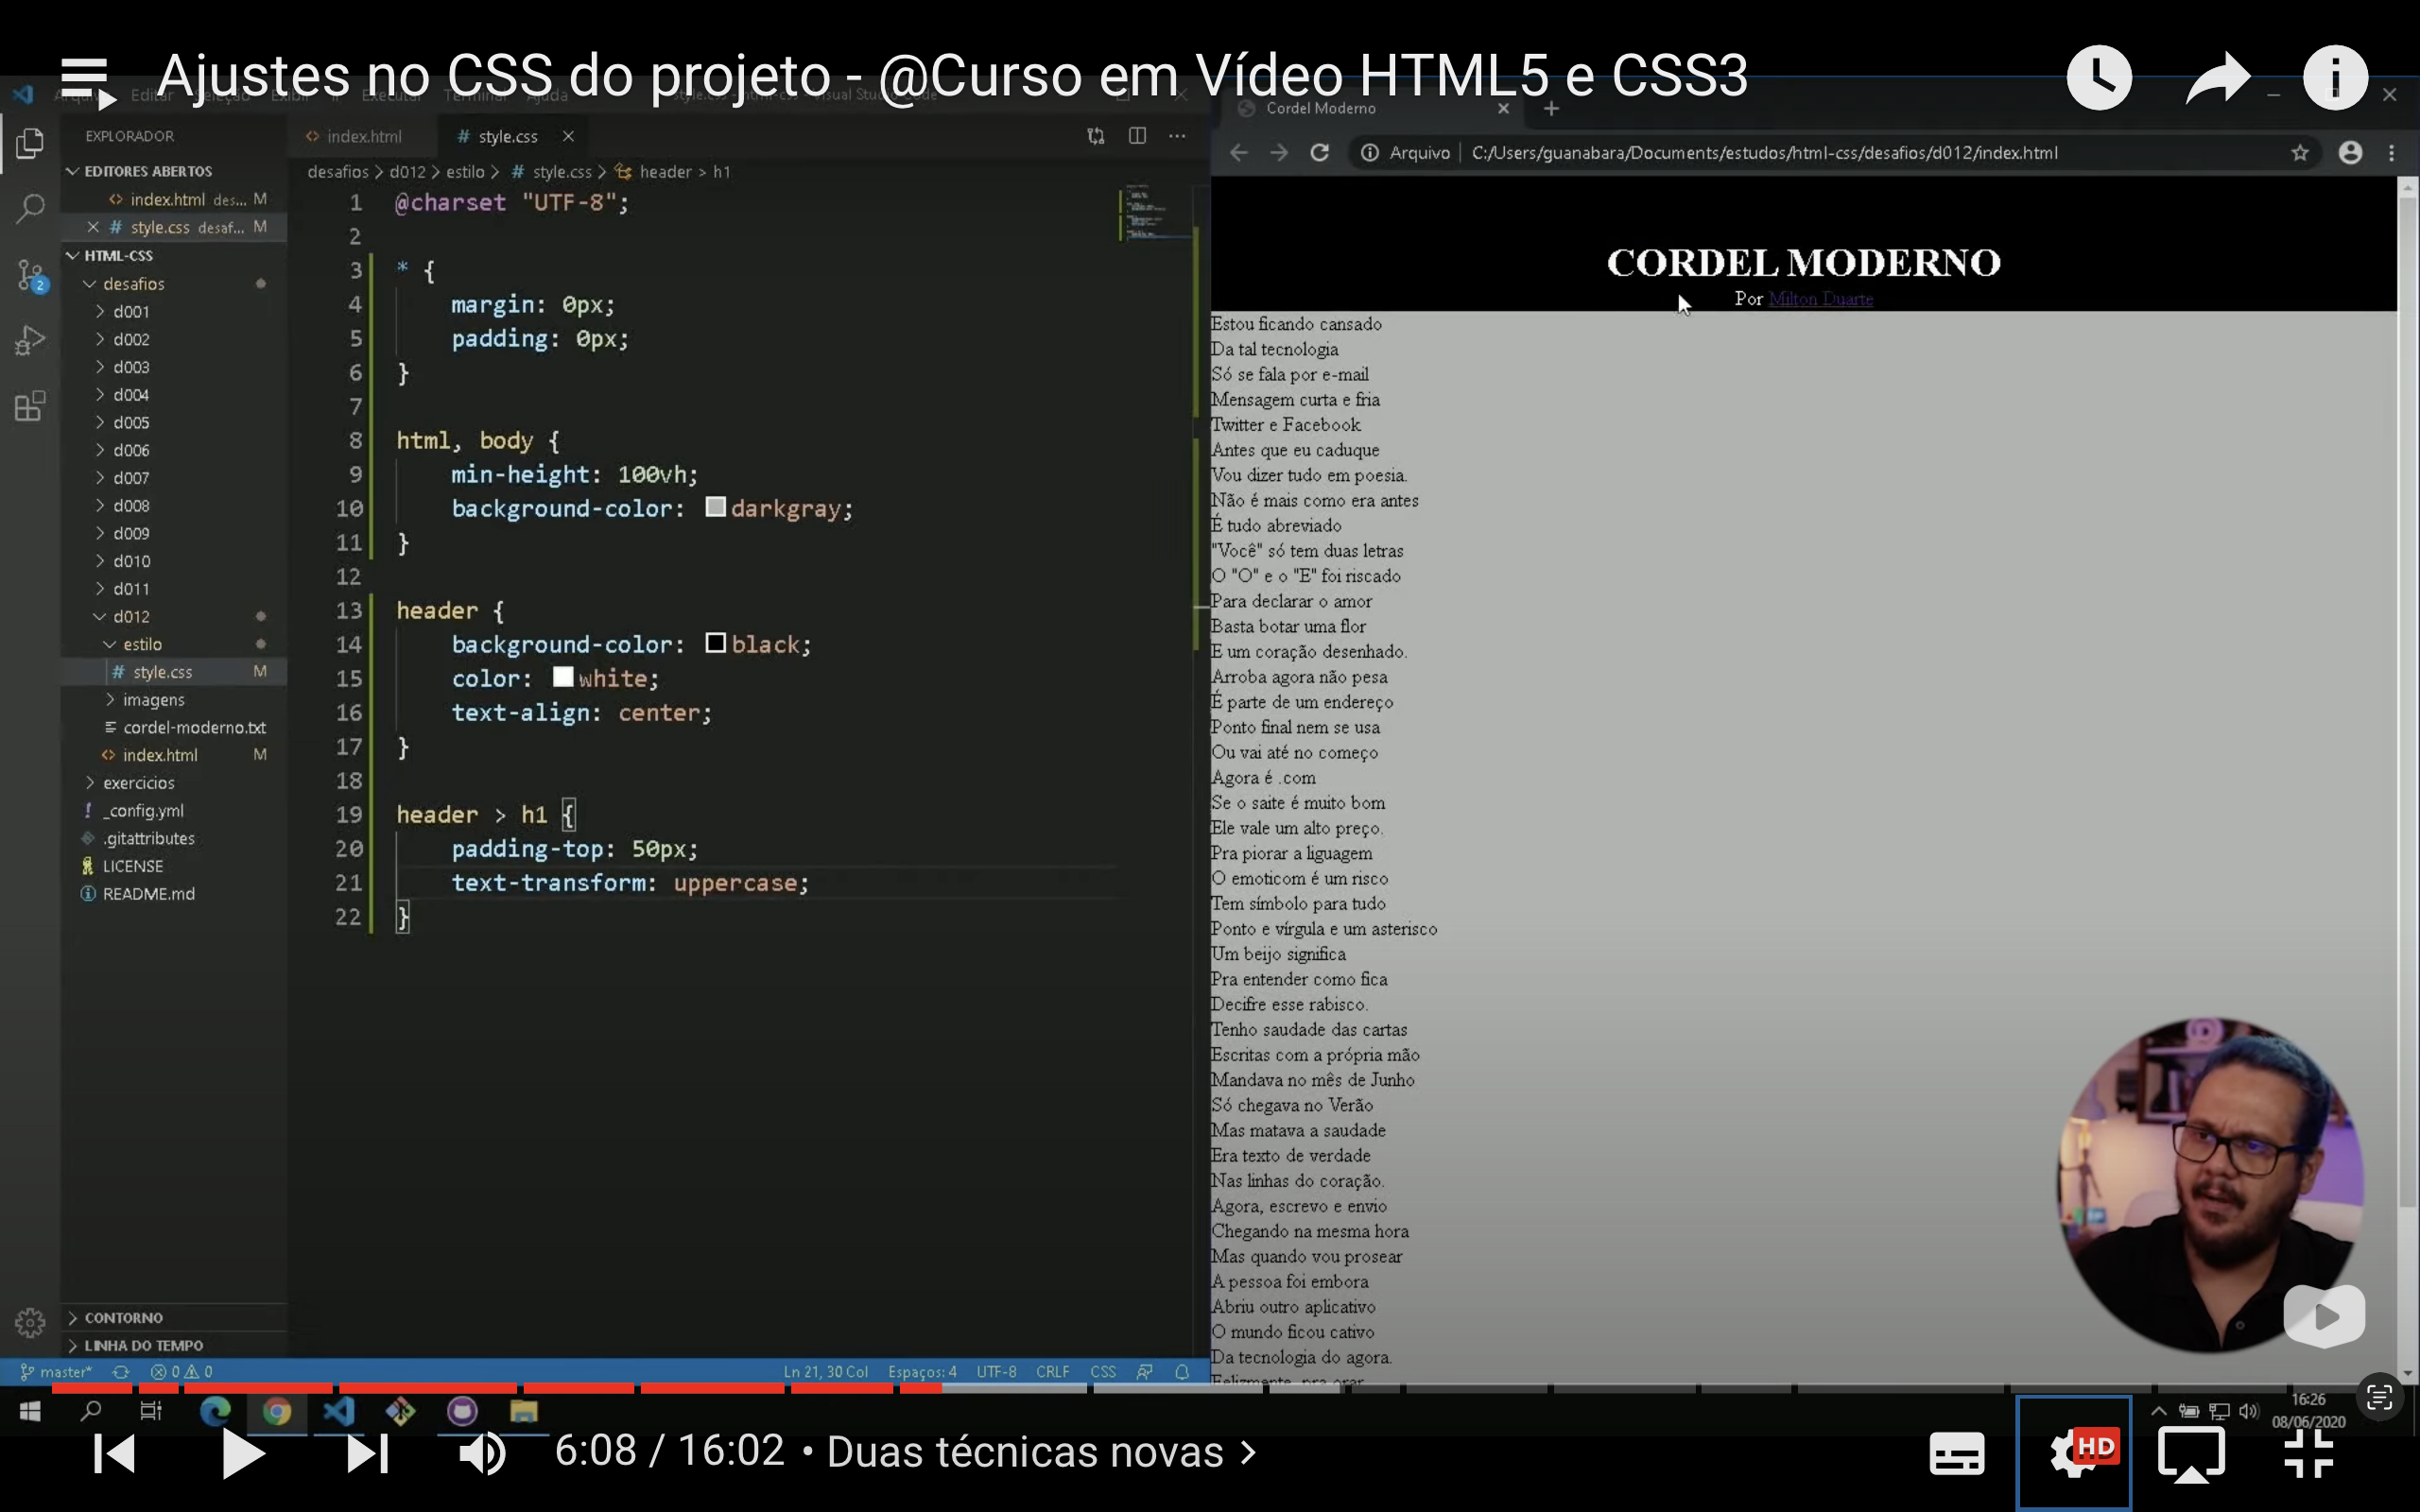 Ajustes no CSS do projeto - @Curso em Vídeo HTML5 e CSS3
Arquivo Editar Seleção Exibir Ir Executar Terminal Ajuda
EXPLORADOR
EDITORES ABERTOS
index.html des... M
style.css desaf... M
HTML-CSS
desafios
d001
d002
d003
d004
d005
d006
d007
d008
d009
d010
d011
d012
estilo
style.css M
imagens
cordel-moderno.txt
index.html M
exercicios
_config.yml
.gitattributes
LICENSE
README.md
CONTORNO
LINHA DO TEMPO
2
index.html
style.css
desafios > d012 > estilo > # style.css > header > h1
1 @charset "UTF-8";
2
3 * {
4 margin: 0px;
5 padding: 0px;
6 }
7
8 html, body {
9 min-height: 100vh;
10 background-color: darkgray;
11 }
12
13 header {
14 background-color: black;
15 color: white;
16 text-align: center;
17 }
18
19 header > h1 {
20 padding-top: 50px;
21 text-transform: uppercase;
22 }
master* 0 0 Ln 21, 30 Col Espaços: 4 UTF-8 CRLF CSS
Cordel Moderno
Arquivo | C:/Users/guanabara/Documents/estudos/html-css/desafios/d012/index.html
CORDEL MODERNO
Por Milton Duarte
Estou ficando cansado
Da tal tecnologia
Só se fala por e-mail
Mensagem curta e fria
Twitter e Facebook
Antes que eu caduque
Vou dizer tudo em poesia.
Não é mais como era antes
É tudo abreviado
"Você" só tem duas letras
O "O" e o "E" foi riscado
Para declarar o amor
Basta botar uma flor
E um coração desenhado.
Arroba agora não pesa
É parte de um endereço
Ponto final nem se usa
Ou vai até no começo
Agora é .com
Se o saite é muito bom
Ele vale um alto preço.
Pra piorar a liguagem
O emoticom é um risco
Tem símbolo para tudo
Ponto e vírgula e um asterisco
Um beijo significa
Pra entender como fica
Decifre esse rabisco.
Tenho saudade das cartas
Escritas com a própria mão
Mandava no mês de Junho
Só chegava no Verão
Mas matava a saudade
Era texto de verdade
Nas linhas do coração.
Agora, escrevo e envio
Chegando na mesma hora
Mas quando vou prosear
A pessoa foi embora
Abriu outro aplicativo
O mundo ficou cativo
Da tecnologia do agora.
Felizmente, pra orar
16:26
08/06/2020
6:08 / 16:02 • Duas técnicas novas >
HD